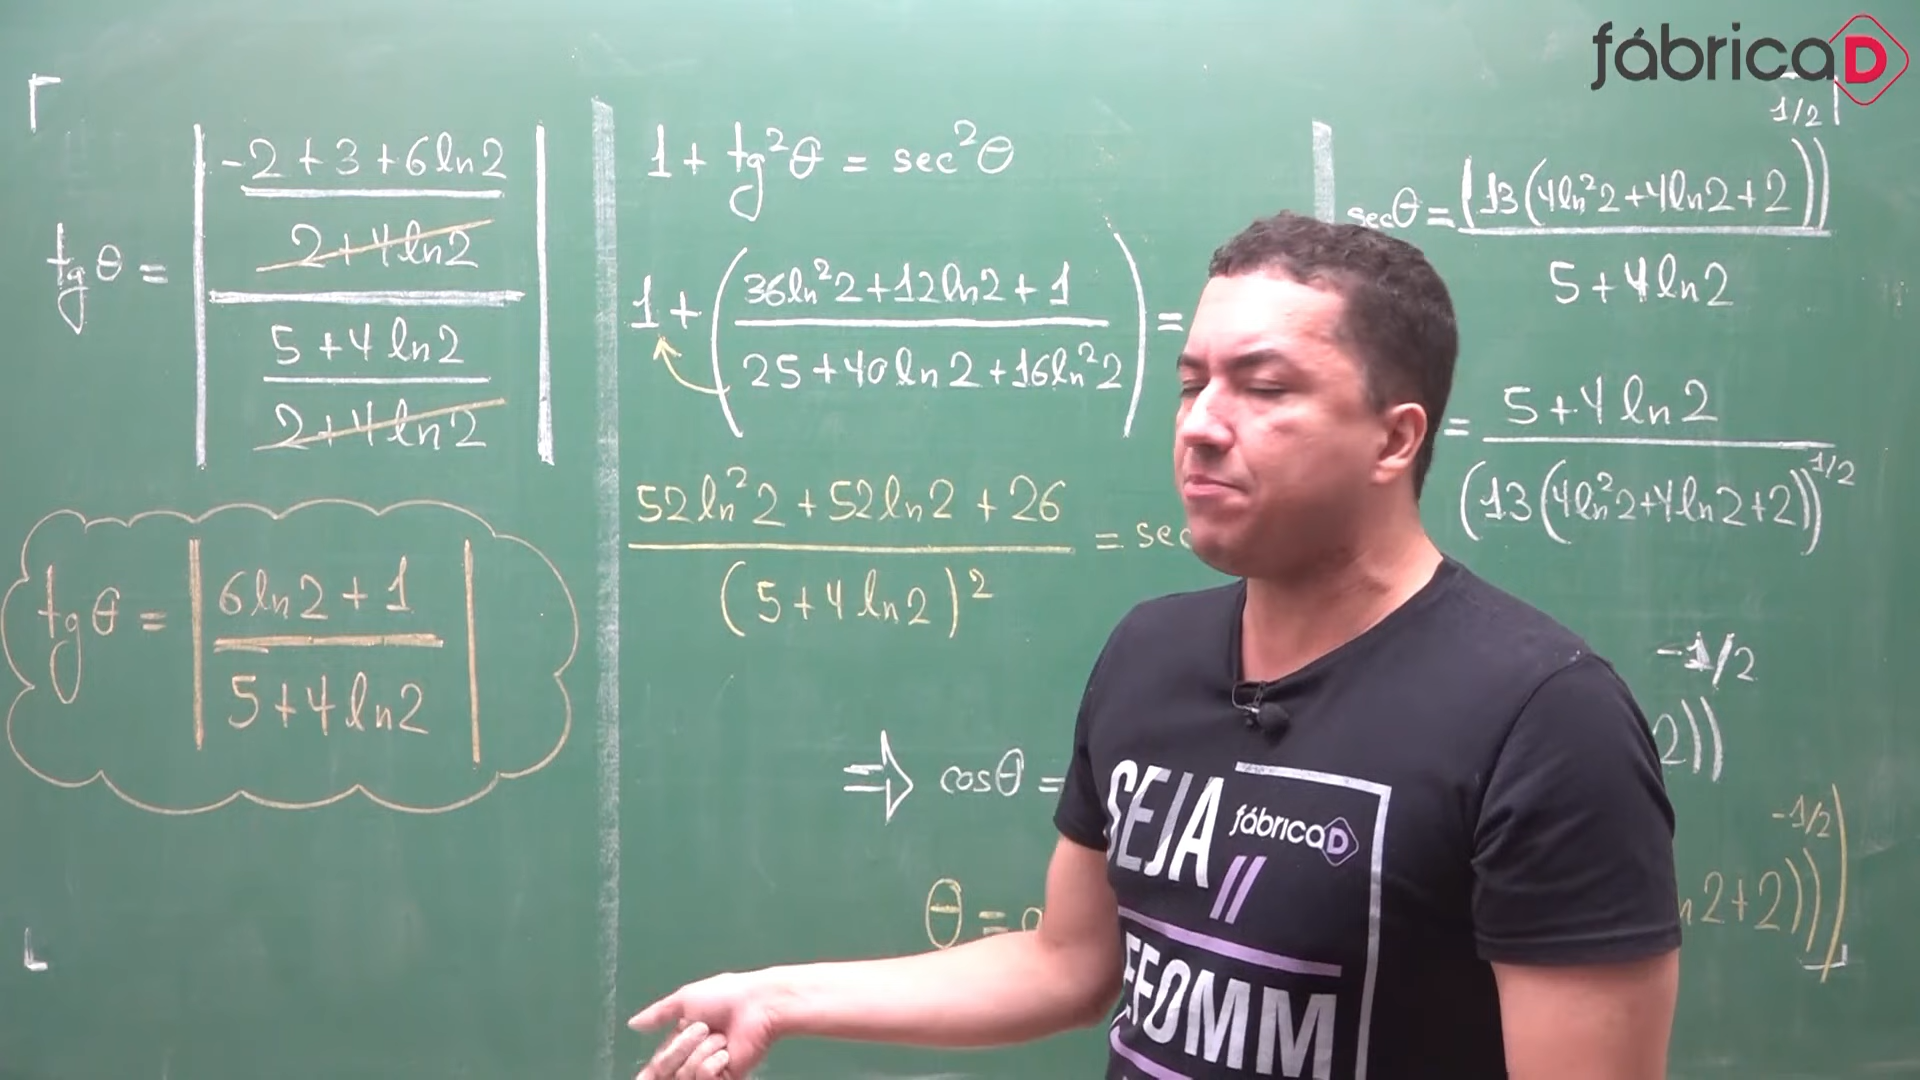 fábricaD
tgθ = | (-2+3+6ln2)/(2+4ln2) / (5+4ln2)/(2+4ln2) |
tgθ = | (6ln2+1)/(5+4ln2) |
1 + tg²θ = sec²θ
1 + ( (36ln²2+12ln2+1)/(25+40ln2+16ln²2) ) =
(52ln²2+52ln2+26)/(5+4ln2)² = sec
⇒ cosθ =
θ =
secθ = (13(4ln²2+4ln2+2))^1/2 / (5+4ln2)
= (5+4ln2)/(13(4ln²2+4ln2+2))^1/2
2))^-1/2
n2+2))^-1/2)
SEJA
fábricaD
//
EFOMM